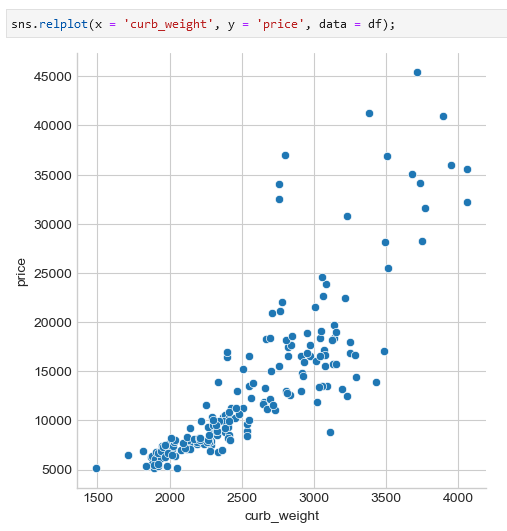 sns.relplot(x = 'curb_weight', y = 'price', data = df);
45000
40000
35000
30000
25000
20000
15000
10000
5000
price
1500 2000 2500 3000 3500 4000
curb_weight